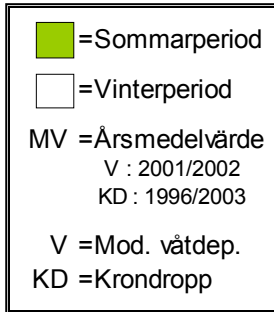 =Sommarperiod
=Vinterperiod
MV =Årsmedelvärde
V : 2001/2002
KD : 1996/2003
V =Mod. våtdep.
KD =Krondropp